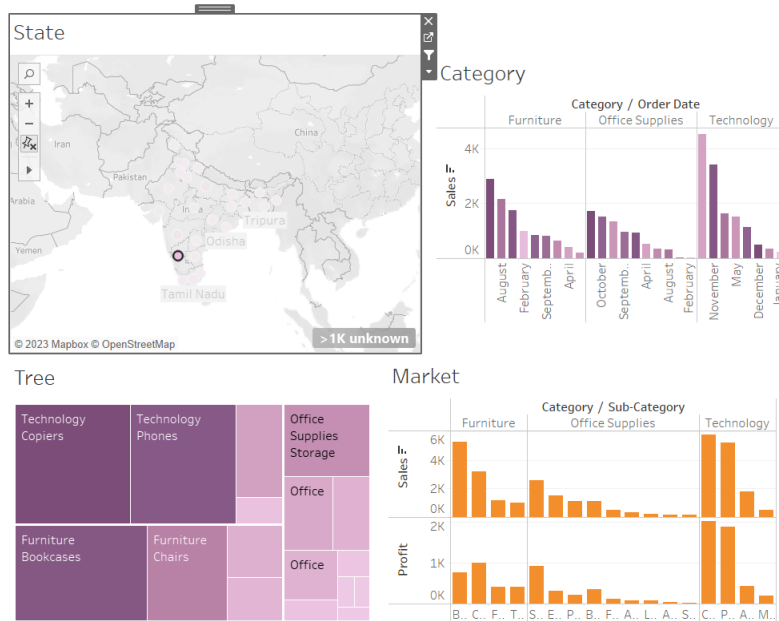 State
China
Iran
Pakistan
Arabia
Yemen
Tripura
Odisha
Tamil Nadu
© 2023 Mapbox © OpenStreetMap
>1K unknown
Category
Category / Order Date
Furniture
Office Supplies
Technology
Sales
4K
2K
0K
August
February
Septemb..
April
October
Septemb..
April
August
February
November
May
December
January
Tree
Technology
Copiers
Technology
Phones
Office
Supplies
Storage
Office
Furniture
Bookcases
Furniture
Chairs
Office
Market
Category / Sub-Category
Furniture
Office Supplies
Technology
Sales
6K
4K
2K
0K
Profit
2K
1K
0K
B.. C.. F.. T.. S.. E.. P.. B.. F.. A.. L.. A.. S.. C.. P.. A.. M..